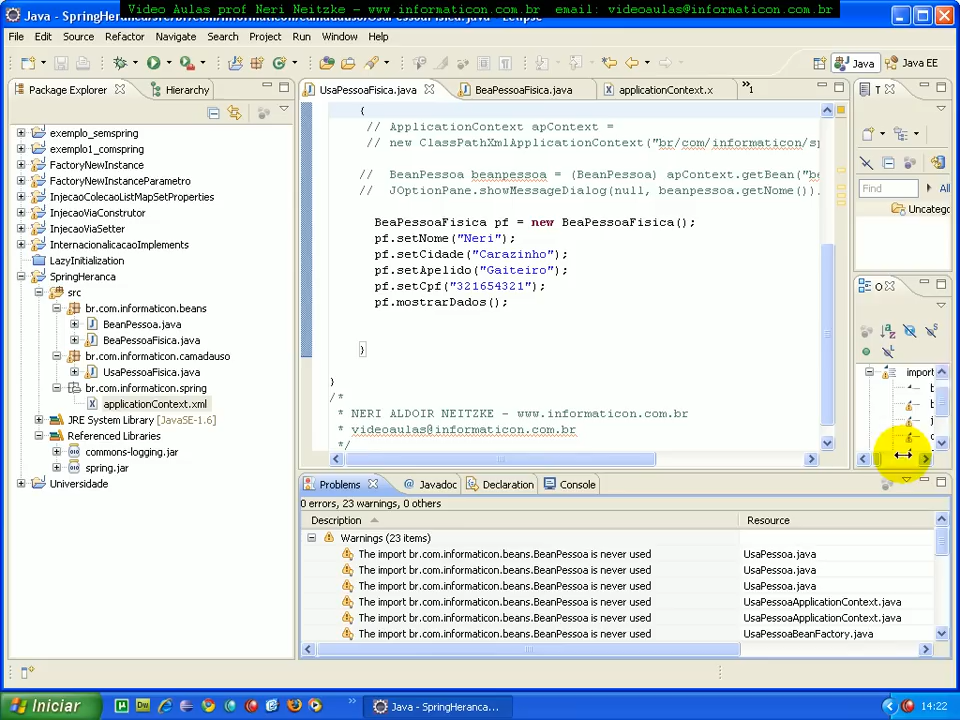 Video Aulas prof Neri Neitzke - www.informaticon.com.br  email: videoaulas@informaticon.com.br
File Edit Source Refactor Navigate Search Project Run Window Help
Java Java EE
Package Explorer Hierarchy
UsaPessoaFisica.java BeaPessoaFisica.java applicationContext.x »1
T
exemplo_semspring
exemplo1_comspring
FactoryNewInstance
FactoryNewInstanceParametro
InjecaoColecaoListMapSetProperties
InjecaoViaConstrutor
InjecaoViaSetter
InternacionalicacaoImplements
LazyInitialization
SpringHeranca
src
br.com.informaticon.beans
BeanPessoa.java
BeaPessoaFisica.java
br.com.informaticon.camadauso
UsaPessoaFisica.java
br.com.informaticon.spring
applicationContext.xml
JRE System Library [JavaSE-1.6]
Referenced Libraries
commons-logging.jar
spring.jar
Universidade
{
// ApplicationContext apContext =
// new ClassPathXmlApplicationContext("br/com/informaticon/sp
// BeanPessoa beanpessoa = (BeanPessoa) apContext.getBean("be
// JOptionPane.showMessageDialog(null, beanpessoa.getNome()).
BeaPessoaFisica pf = new BeaPessoaFisica();
pf.setNome("Neri");
pf.setCidade("Carazinho");
pf.setApelido("Gaiteiro");
pf.setCpf("321654321");
pf.mostrarDados();
}
}
/*
* NERI ALDOIR NEITZKE - www.informaticon.com.br
* videoaulas@informaticon.com.br
*/
Find All
Uncatego
O
import
Problems Javadoc Declaration Console
0 errors, 23 warnings, 0 others
Description Resource
Warnings (23 items)
The import br.com.informaticon.beans.BeanPessoa is never used UsaPessoa.java
The import br.com.informaticon.beans.BeanPessoa is never used UsaPessoa.java
The import br.com.informaticon.beans.BeanPessoa is never used UsaPessoa.java
The import br.com.informaticon.beans.BeanPessoa is never used UsaPessoaApplicationContext.java
The import br.com.informaticon.beans.BeanPessoa is never used UsaPessoaApplicationContext.java
The import br.com.informaticon.beans.BeanPessoa is never used UsaPessoaBeanFactory.java
Iniciar Java - SpringHeranca... 14:22